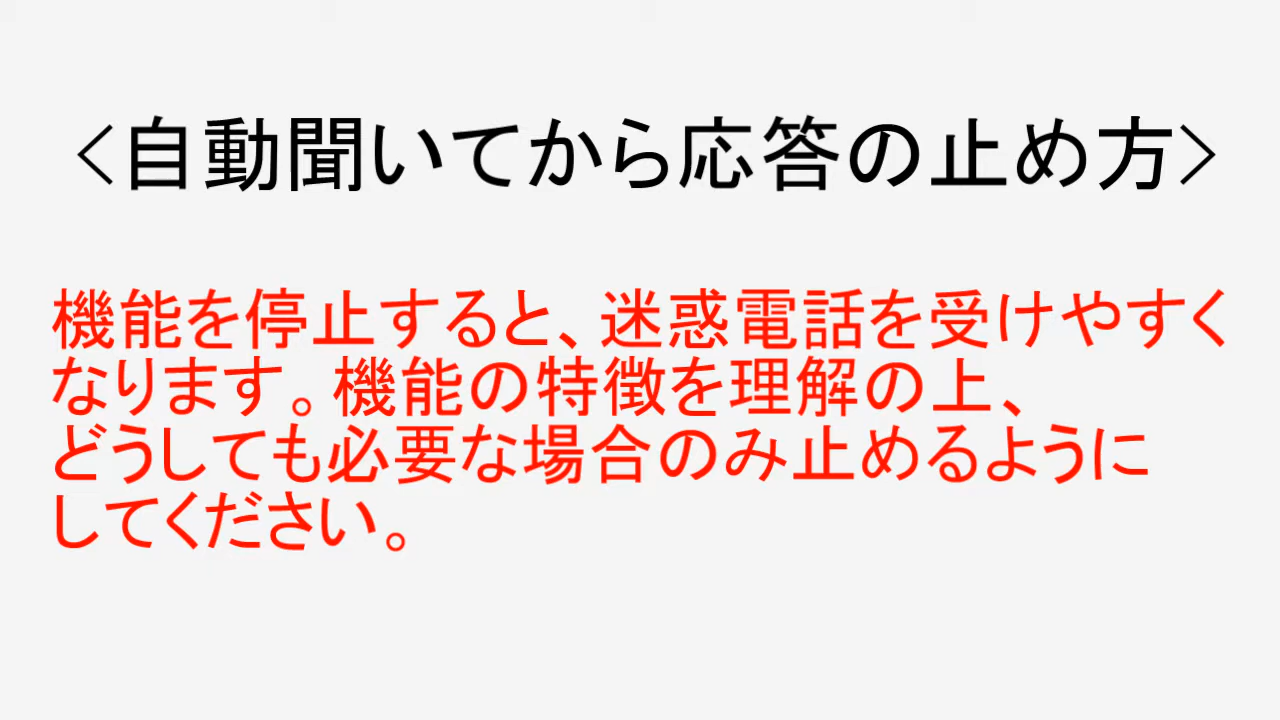 <自動聞いてから応答の止め方>
機能を停止すると、迷惑電話を受けやすく
なります。機能の特徴を理解の上、
どうしても必要な場合のみ止めるように
してください。